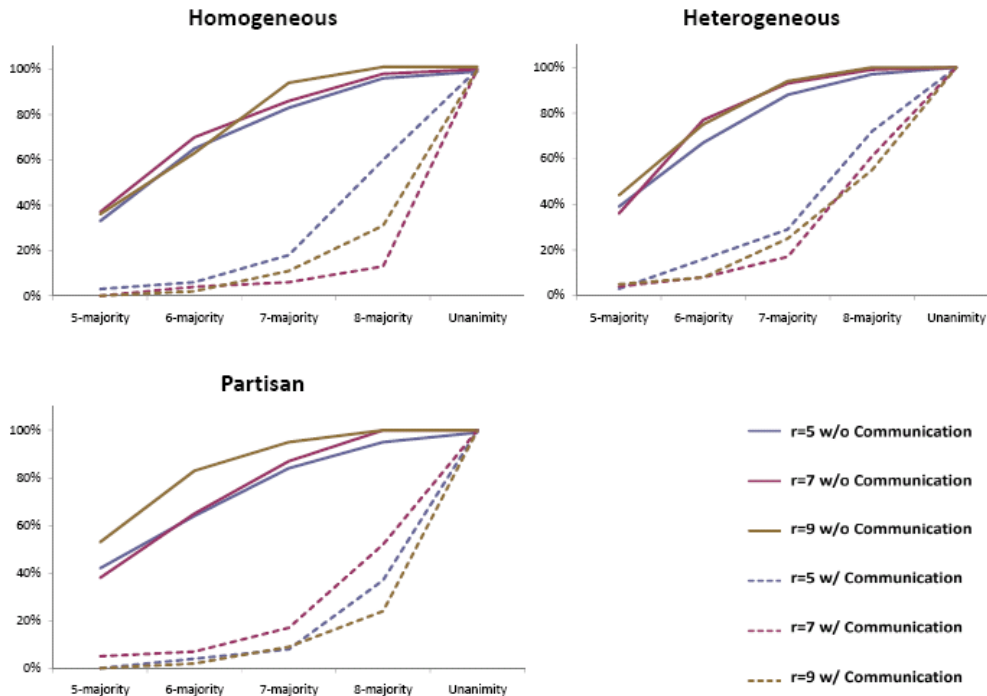 Homogeneous
100%
80%
60%
40%
20%
0%
5-majority 6-majority 7-majority 8-majority Unanimity
Heterogeneous
100%
80%
60%
40%
20%
0%
5-majority 6-majority 7-majority 8-majority Unanimity
Partisan
100%
80%
60%
40%
20%
0%
5-majority 6-majority 7-majority 8-majority Unanimity
r=5 w/o Communication
r=7 w/o Communication
r=9 w/o Communication
r=5 w/ Communication
r=7 w/ Communication
r=9 w/ Communication